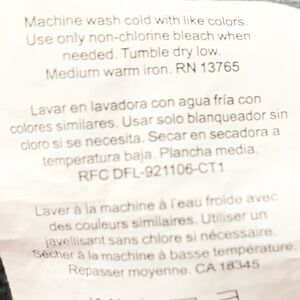 Machine wash cold with like colors.
Use only non-chlorine bleach when
needed. Tumble dry low.
Medium warm iron. RN 13765
Lavar en lavadora con agua fría con
colores similares. Usar solo blanqueador sin
cloro si se necesita. Secar en secadora a
temperatura baja. Plancha media.
RFC DFL-921106-CT1
Laver à la machine à l'eau froide avec
des couleurs similaires. Utiliser un
javellisant sans chlore si nécessaire.
Sécher à la machine à basse température.
Repasser moyenne. CA 18345